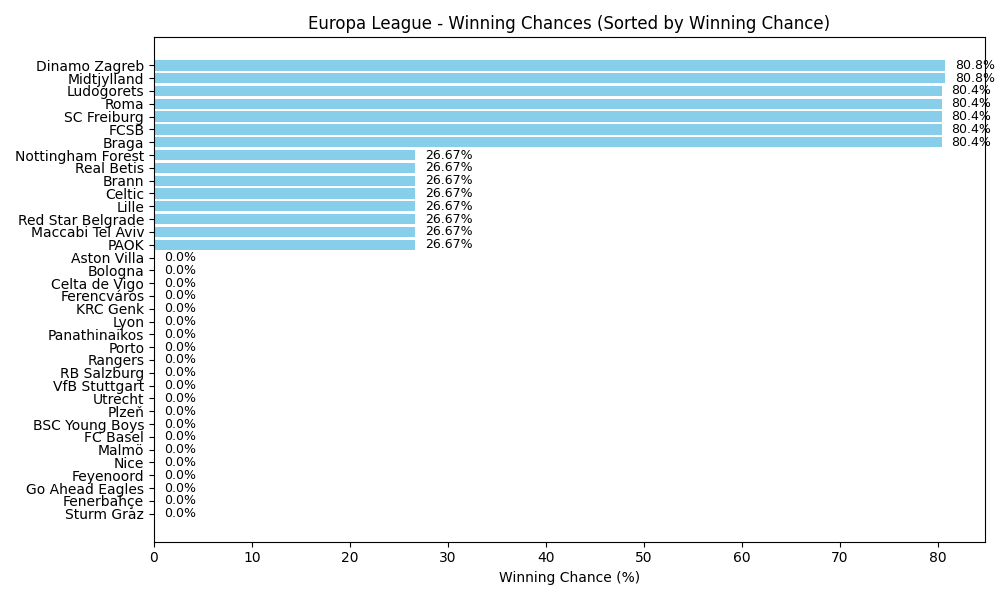 Europa League - Winning Chances (Sorted by Winning Chance)
Dinamo Zagreb 80.8%
Midtjylland 80.8%
Ludogorets 80.4%
Roma 80.4%
SC Freiburg 80.4%
FCSB 80.4%
Braga 80.4%
Nottingham Forest 26.67%
Real Betis 26.67%
Brann 26.67%
Celtic 26.67%
Lille 26.67%
Red Star Belgrade 26.67%
Maccabi Tel Aviv 26.67%
PAOK 26.67%
Aston Villa 0.0%
Bologna 0.0%
Celta de Vigo 0.0%
Ferencváros 0.0%
KRC Genk 0.0%
Lyon 0.0%
Panathinaikos 0.0%
Porto 0.0%
Rangers 0.0%
RB Salzburg 0.0%
VfB Stuttgart 0.0%
Utrecht 0.0%
Plzeň 0.0%
BSC Young Boys 0.0%
FC Basel 0.0%
Malmö 0.0%
Nice 0.0%
Feyenoord 0.0%
Go Ahead Eagles 0.0%
Fenerbahçe 0.0%
Sturm Graz 0.0%
0 10 20 30 40 50 60 70 80
Winning Chance (%)